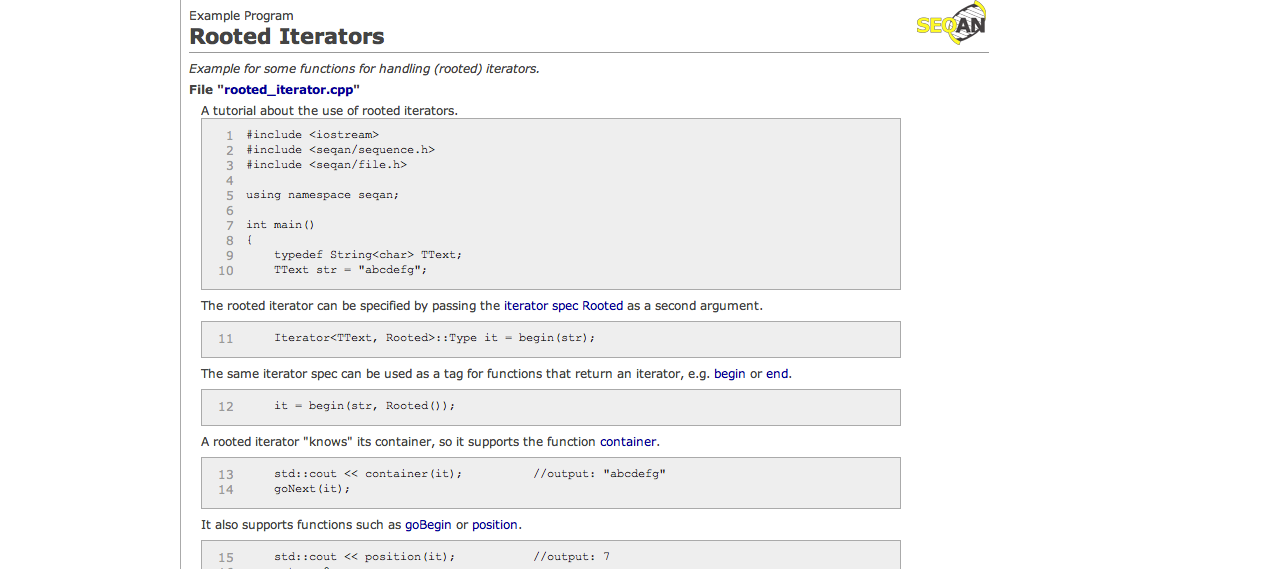 Example Program
SEQAN
Rooted Iterators
Example for some functions for handling (rooted) iterators.
File "rooted_iterator.cpp"
A tutorial about the use of rooted iterators.
1 #include <iostream>
2 #include <seqan/sequence.h>
3 #include <seqan/file.h>
4
5 using namespace seqan;
6
7 int main()
8 {
9 typedef String<char> TText;
10 TText str = "abcdefg";
The rooted iterator can be specified by passing the iterator spec Rooted as a second argument.
11 Iterator<TText, Rooted>::Type it = begin(str);
The same iterator spec can be used as a tag for functions that return an iterator, e.g. begin or end.
12 it = begin(str, Rooted());
A rooted iterator "knows" its container, so it supports the function container.
13 std::cout << container(it); //output: "abcdefg"
14 goNext(it);
It also supports functions such as goBegin or position.
15 std::cout << position(it); //output: 7